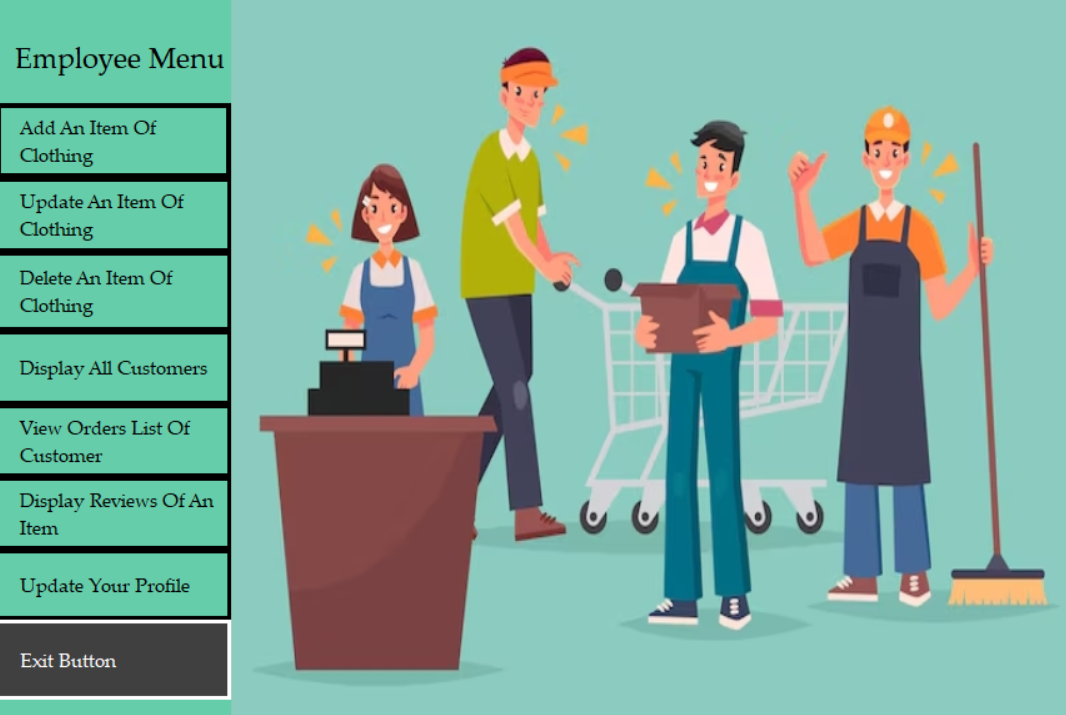 Employee Menu
Add An Item Of
Clothing
Update An Item Of
Clothing
Delete An Item Of
Clothing
Display All Customers
View Orders List Of
Customer
Display Reviews Of An
Item
Update Your Profile
Exit Button